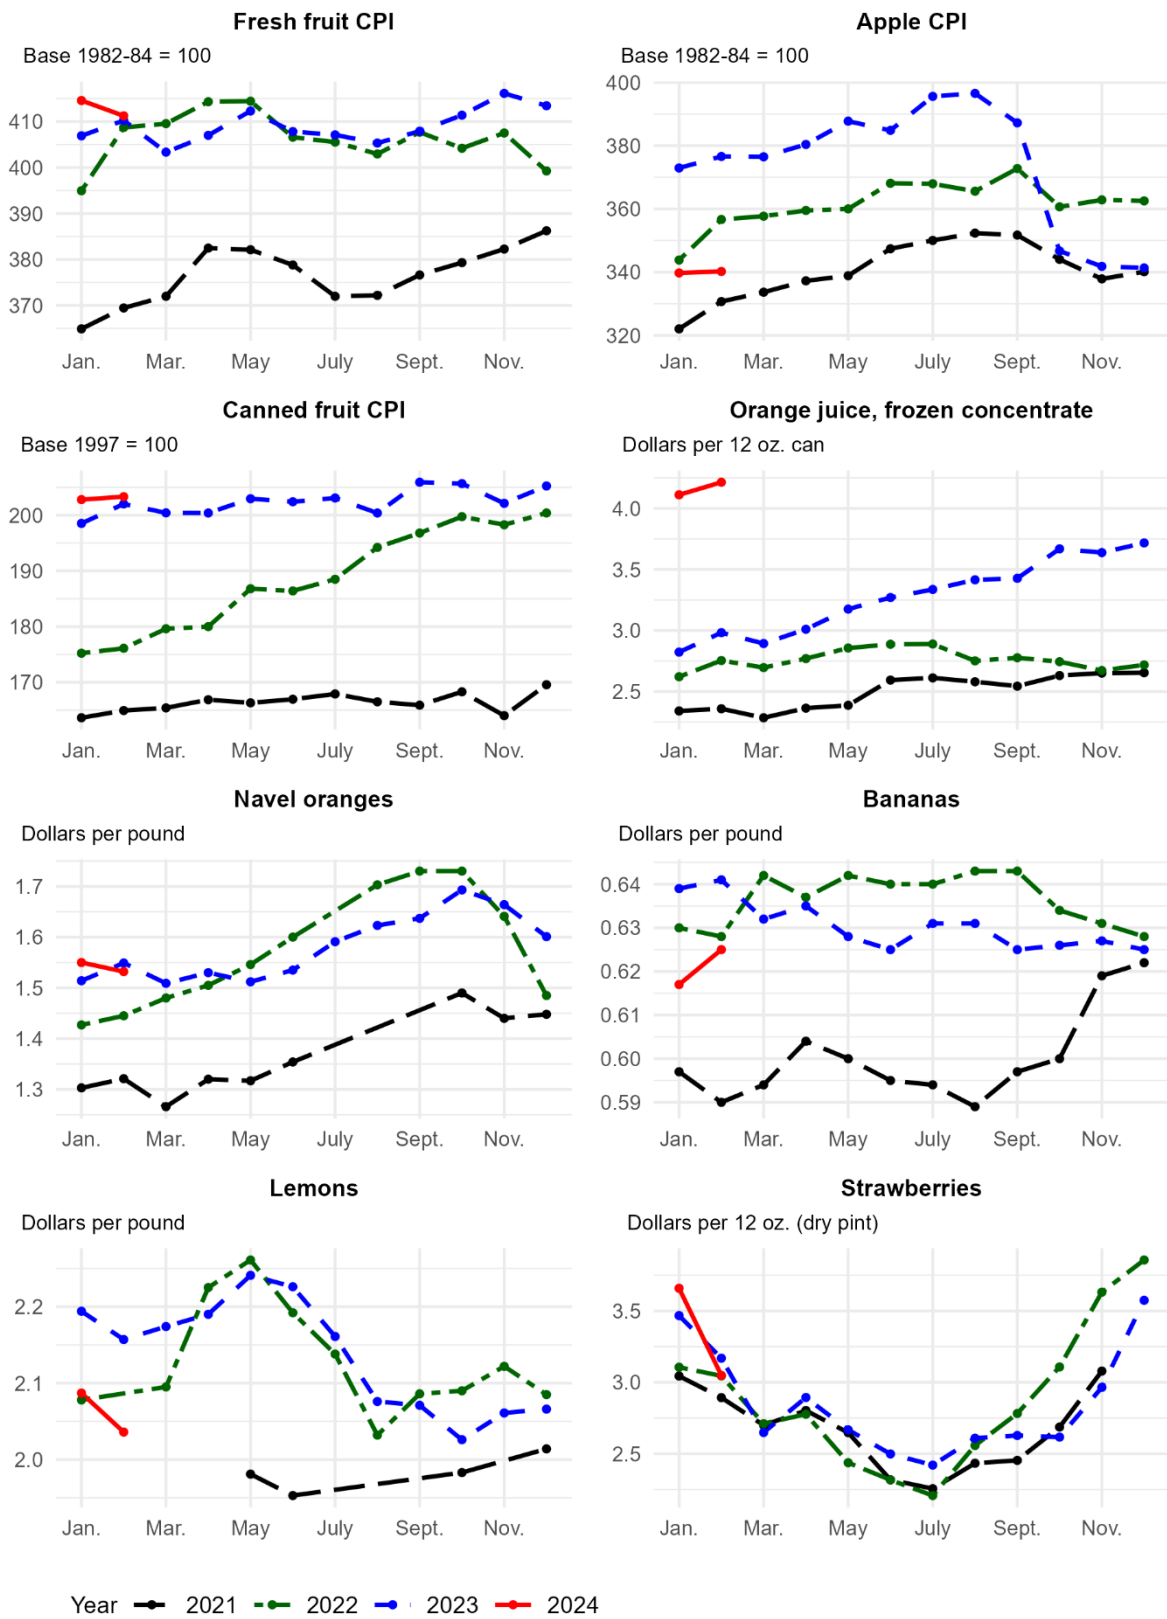 Fresh fruit CPI
Base 1982-84 = 100
410
400
390
380
370
Jan. Mar. May July Sept. Nov.
Apple CPI
Base 1982-84 = 100
400
380
360
340
320
Jan. Mar. May July Sept. Nov.
Canned fruit CPI
Base 1997 = 100
200
190
180
170
Jan. Mar. May July Sept. Nov.
Orange juice, frozen concentrate
Dollars per 12 oz. can
4.0
3.5
3.0
2.5
Jan. Mar. May July Sept. Nov.
Navel oranges
Dollars per pound
1.7
1.6
1.5
1.4
1.3
Jan. Mar. May July Sept. Nov.
Bananas
Dollars per pound
0.64
0.63
0.62
0.61
0.60
0.59
Jan. Mar. May July Sept. Nov.
Lemons
Dollars per pound
2.2
2.1
2.0
Jan. Mar. May July Sept. Nov.
Strawberries
Dollars per 12 oz. (dry pint)
3.5
3.0
2.5
Jan. Mar. May July Sept. Nov.
Year 2021 2022 2023 2024